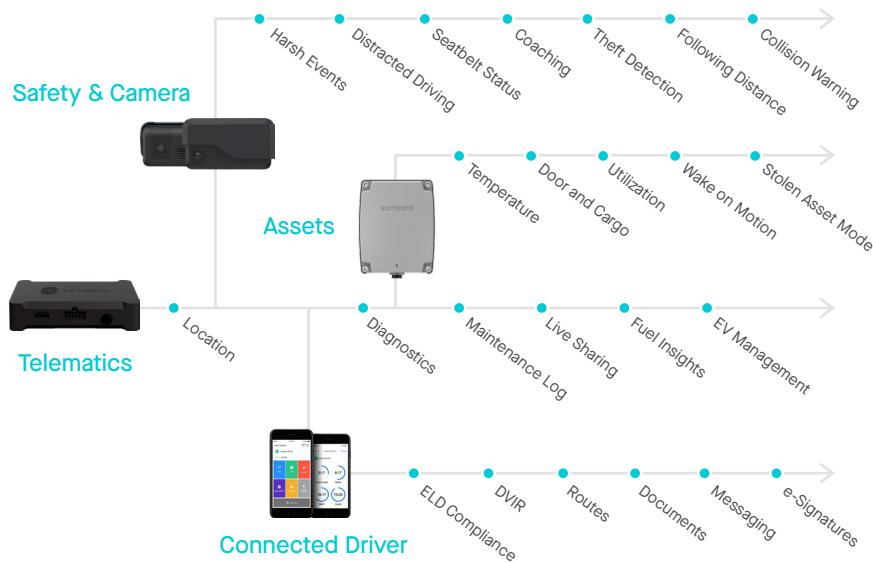 Harsh Events
Distracted Driving
Seatbelt Status
Coaching
Theft Detection
Following Distance
Collision Warning
Safety & Camera
Temperature
Door and Cargo
Utilization
Wake on Motion
Stolen Asset Mode
samsara
Assets
Location
Diagnostics
Maintenance Log
Live Sharing
Fuel Insights
EV Management
Telematics
ELD Compliance
DVIR
Routes
Documents
Messaging
e-Signatures
Connected Driver